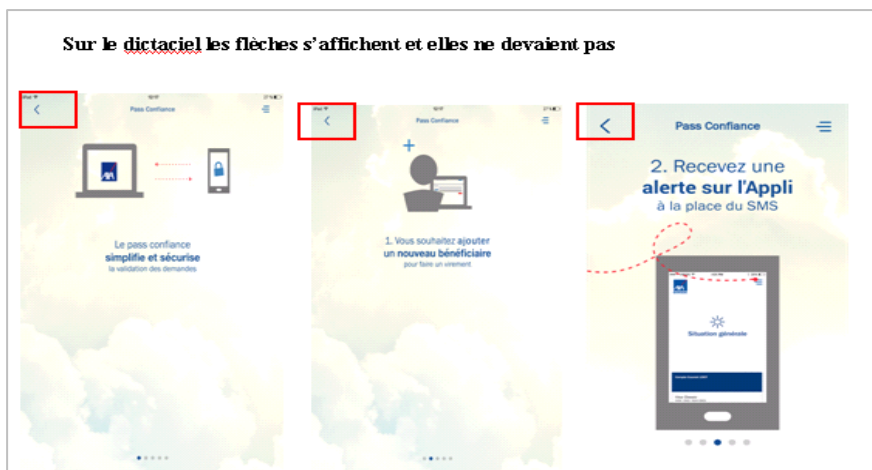 Sur le dictaciel les flèches s’affichent et elles ne devaient pas
Pass Confiance
Le pass confiance
simplifie et sécurise
la validation des demandes
Pass Confiance
1. Vous souhaitez ajouter
un nouveau bénéficiaire
pour faire un virement
Pass Confiance
2. Recevez une
alerte sur l'Appli
à la place du SMS
Situation générale